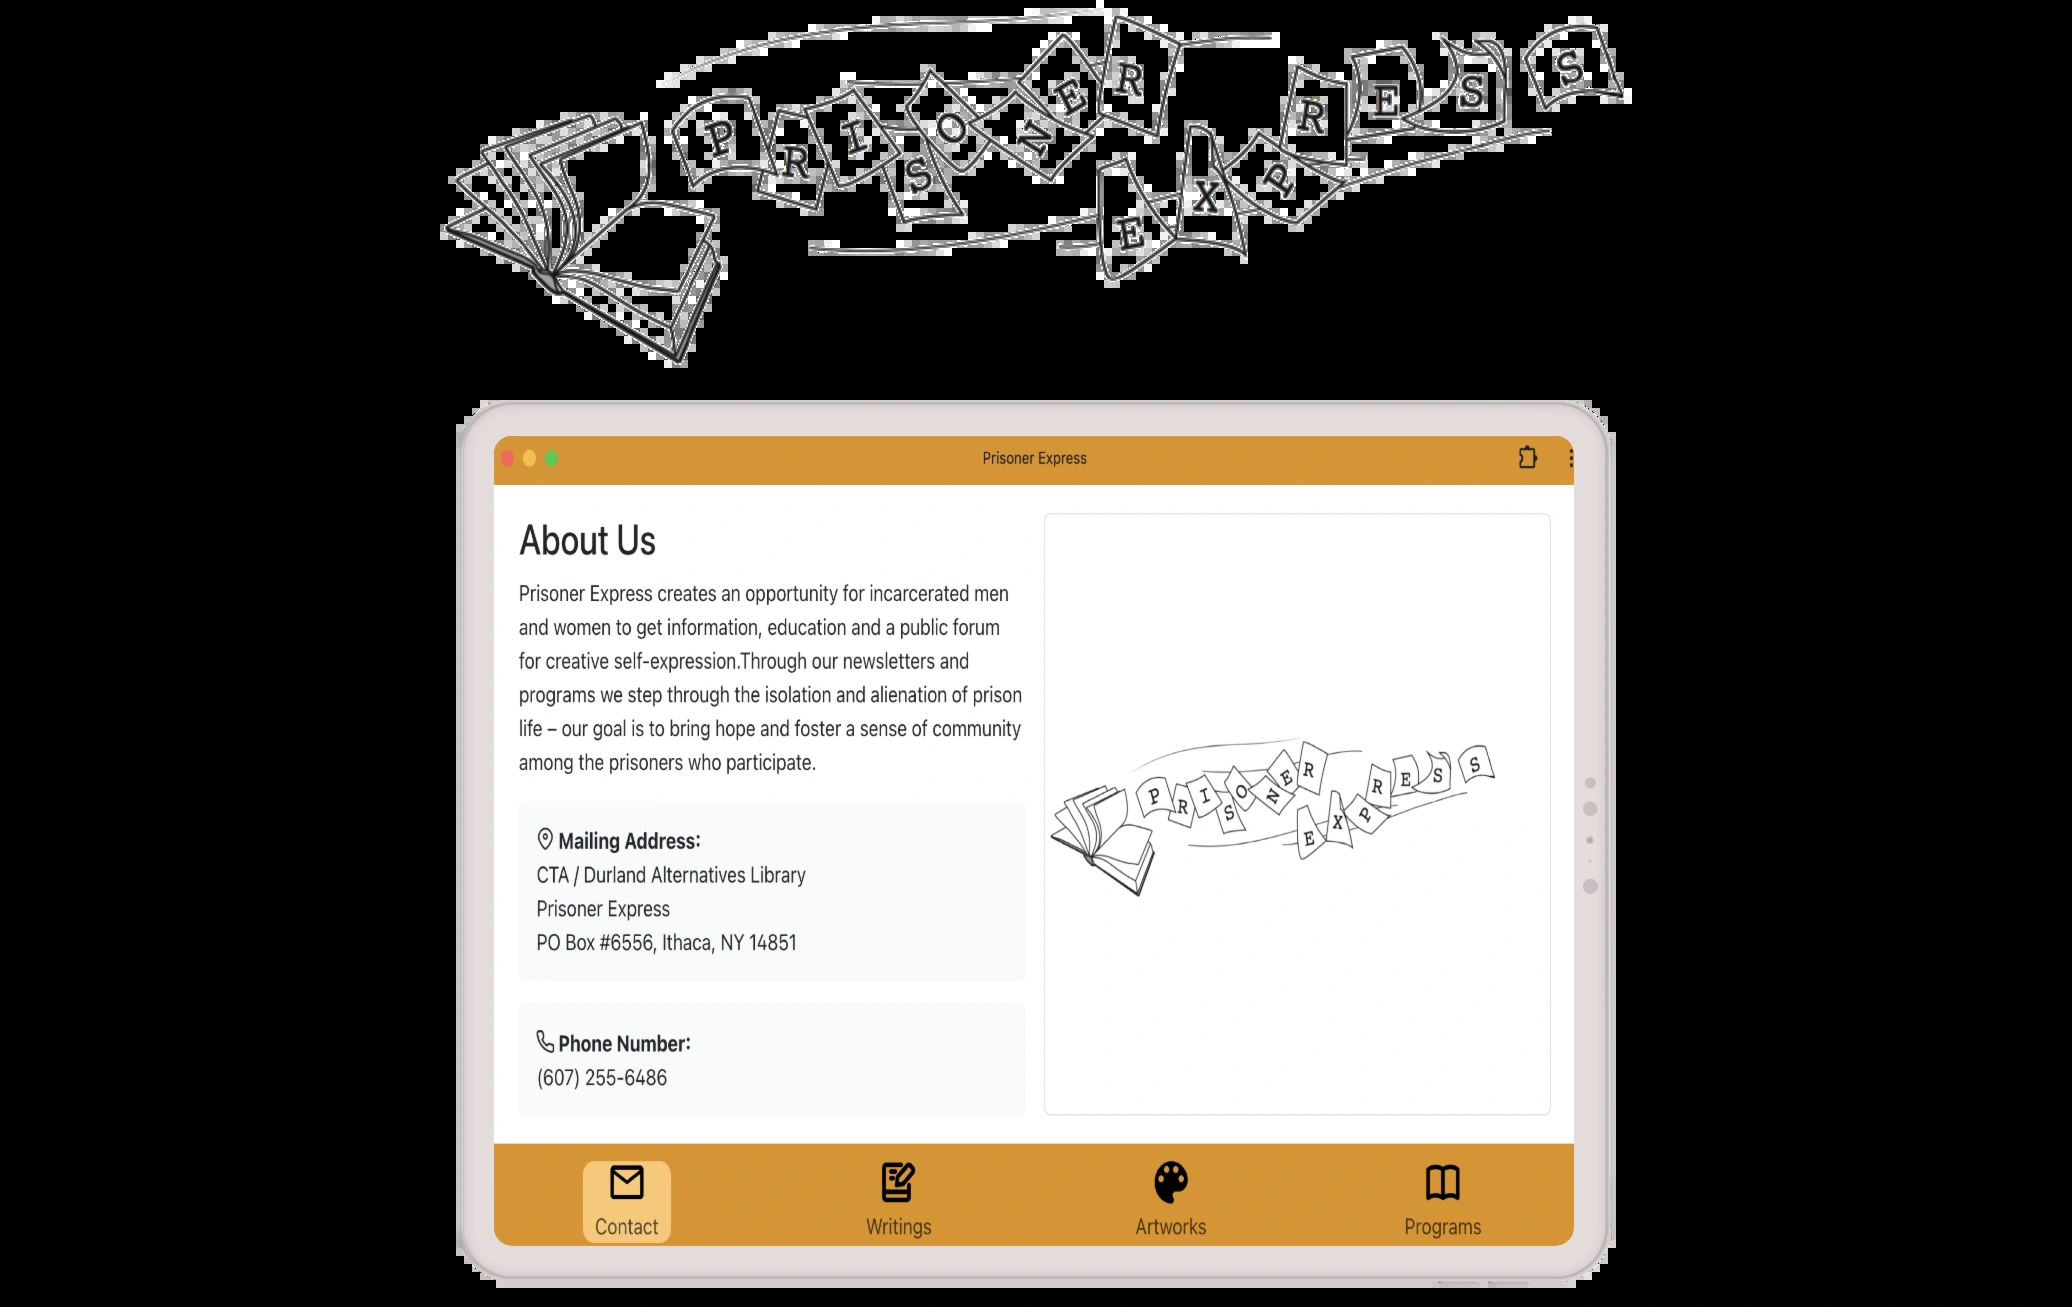 PRISONER
EXPRESS
Prisoner Express
About Us
Prisoner Express creates an opportunity for incarcerated men
and women to get information, education and a public forum
for creative self-expression.Through our newsletters and
programs we step through the isolation and alienation of prison
life – our goal is to bring hope and foster a sense of community
among the prisoners who participate.
Mailing Address:
CTA / Durland Alternatives Library
Prisoner Express
PO Box #6556, Ithaca, NY 14851
Phone Number:
(607) 255-6486
PRISONER
EXPRESS
Contact
Writings
Artworks
Programs